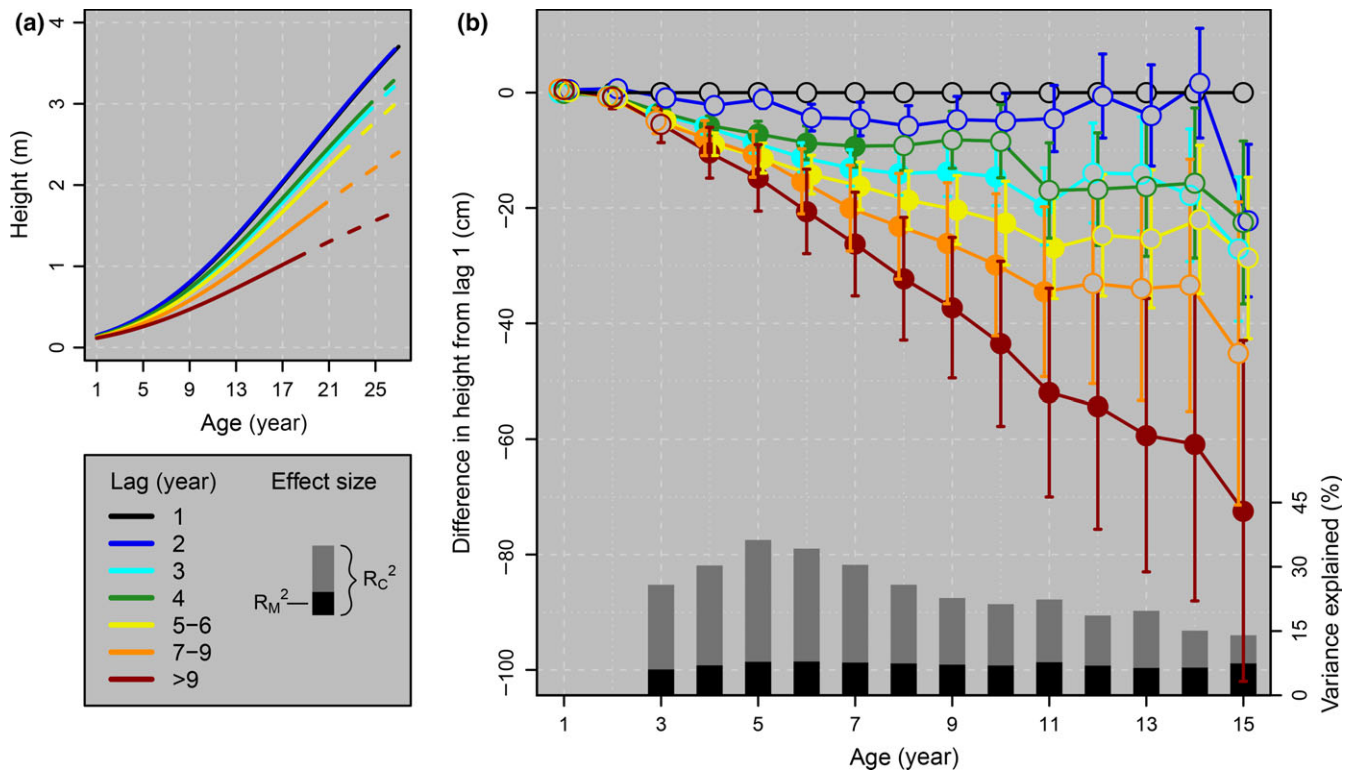 (a)
4
3
2
1
0
Height (m)
1 5 9 13 17 21 25
Age (year)
Lag (year)
1
2
3
4
5−6
7−9
>9
Effect size
R_M²
R_C²
(b)
0
−20
−40
−60
−80
−100
Difference in height from lag 1 (cm)
45
30
15
0
Variance explained (%)
1 3 5 7 9 11 13 15
Age (year)